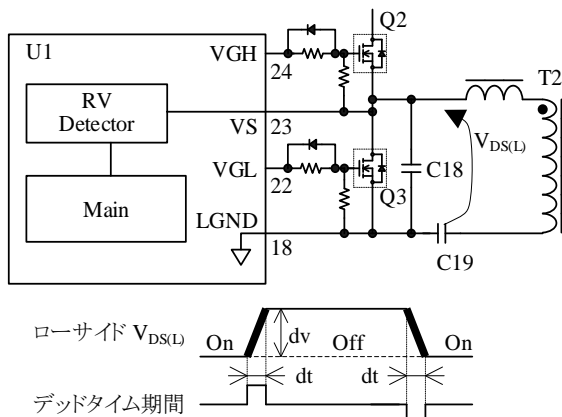 U1
RV
Detector
Main
VGH
24
VS
23
VGL
22
LGND
18
Q2
Q3
C18
C19
T2
VDS(L)
ローサイド VDS(L)
On
dv
Off
On
dt
dt
デッドタイム期間